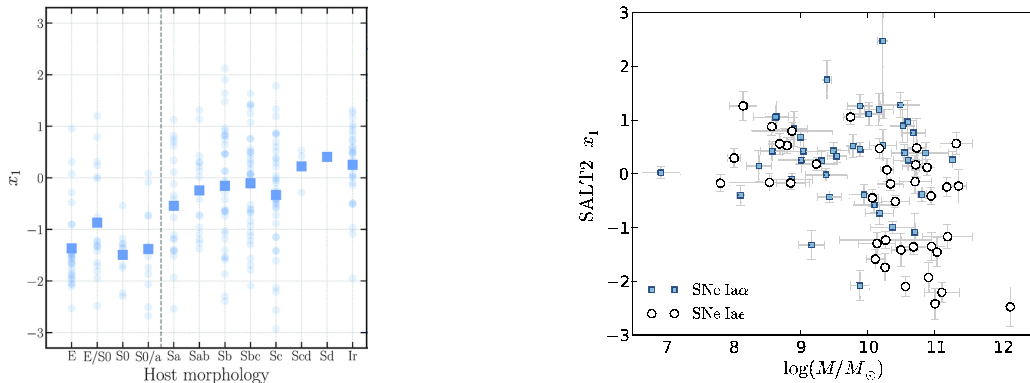 3
2
1
0
−1
−2
−3
x₁
E E/S0 S0 S0/a Sa Sab Sb Sbc Sc Scd Sd Ir
Host morphology
3
2
1
0
−1
−2
−3
SALT2 x₁
SNe Iaα
SNe Iaϵ
7 8 9 10 11 12
log(M/M⊙)